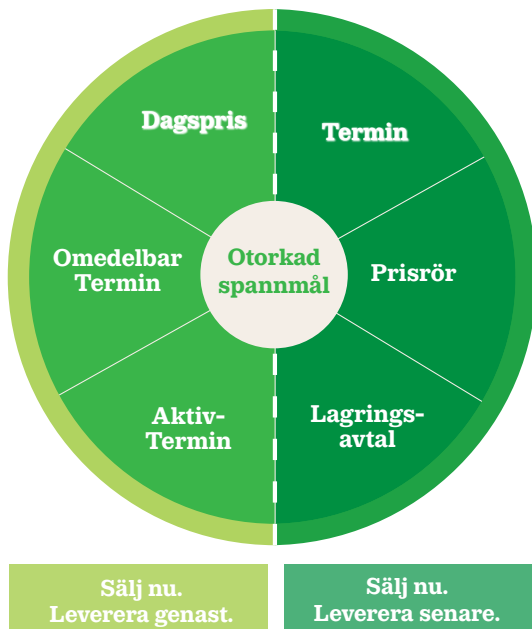 Dagspris
Termin
Omedelbar
Termin
Otorkad
spannmål
Prisrör
Aktiv-
Termin
Lagrings-
avtal
Sälj nu.
Leverera genast.
Sälj nu.
Leverera senare.